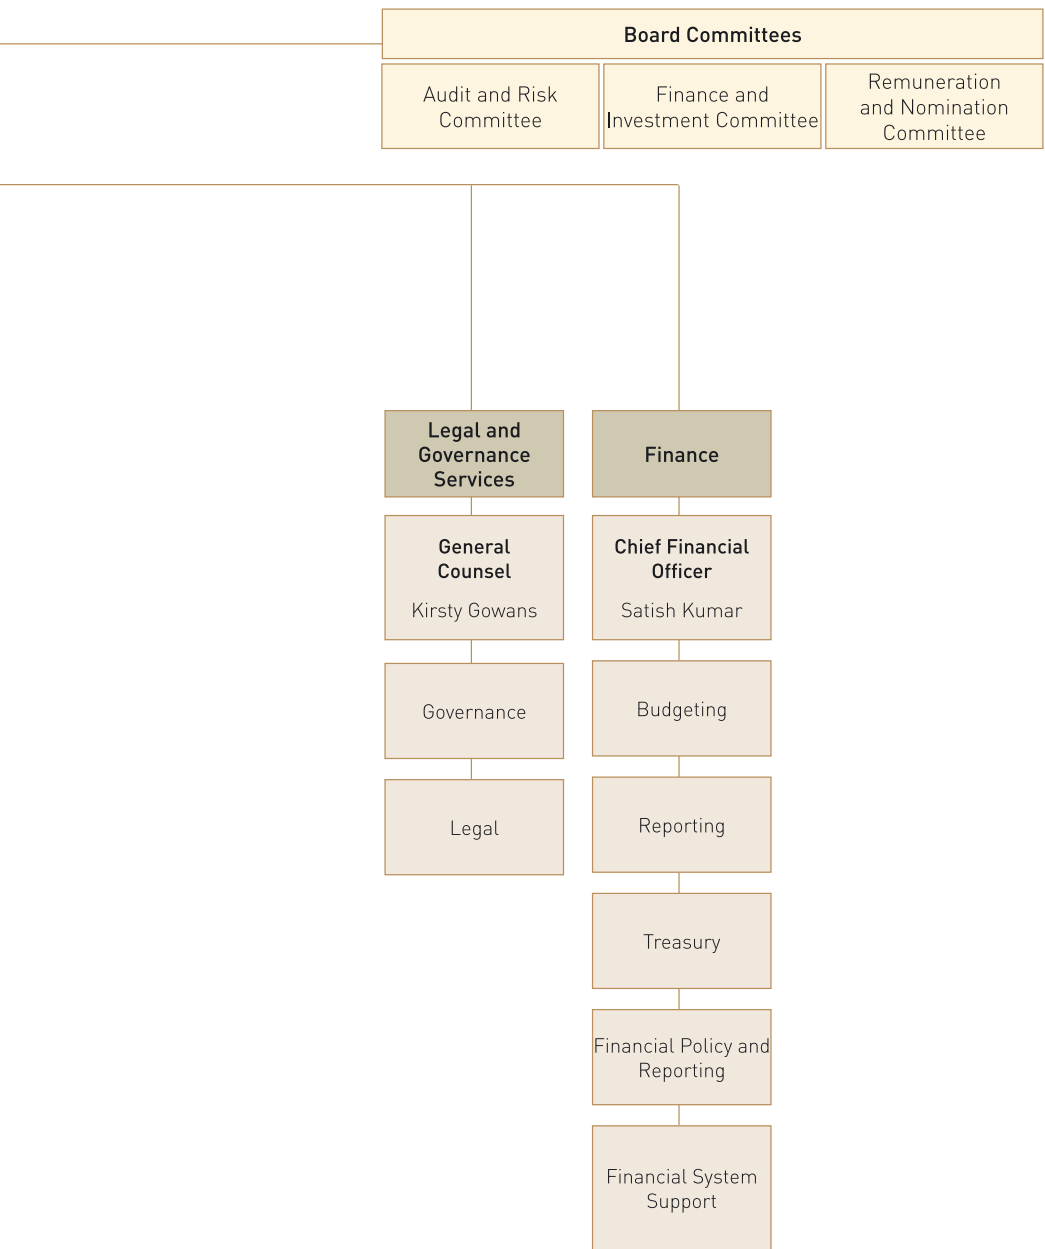 Board Committees
Audit and Risk
Committee
Finance and
Investment Committee
Remuneration
and Nomination
Committee
Legal and
Governance
Services
Finance
General
Counsel
Kirsty Gowans
Chief Financial
Officer
Satish Kumar
Governance
Budgeting
Legal
Reporting
Treasury
Financial Policy and
Reporting
Financial System
Support